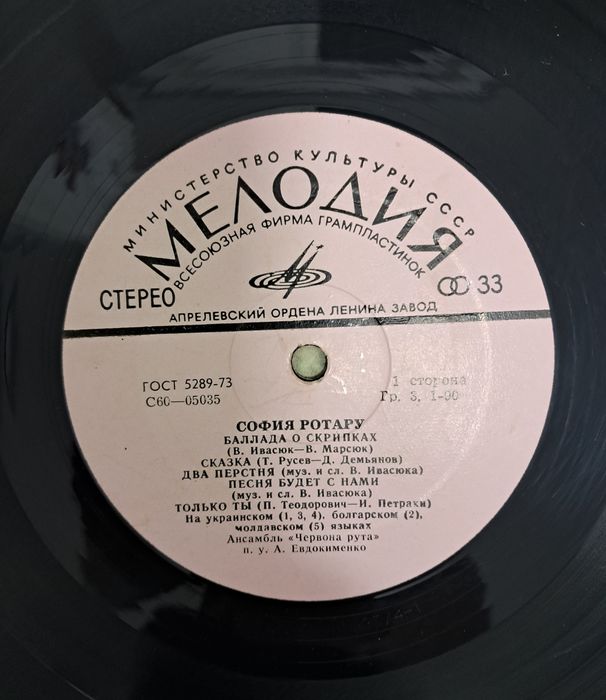 МИНИСТЕРСТВО КУЛЬТУРЫ СССР
МЕЛОДИЯ
ВСЕСОЮЗНАЯ ФИРМА ГРАМПЛАСТИНОК
СТЕРЕО
33
АПРЕЛЕВСКИЙ ОРДЕНА ЛЕНИНА ЗАВОД
ГОСТ 5289-73
1 сторона
С60—05035
Гр. 3. 1-90
СОФИЯ РОТАРУ
БАЛЛАДА О СКРИПКАХ
(В. Ивасюк—В. Марсюк)
СКАЗКА (Т. Русев—Д. Демьянов)
ДВА ПЕРСТНЯ (муз. и сл. В. Ивасюка)
ПЕСНЯ БУДЕТ С НАМИ
(муз. и сл. В. Ивасюка)
ТОЛЬКО ТЫ (П. Теодорович—И. Петраки)
На украинском (1, 3, 4). болгарском (2),
молдавском (5) языках
Ансамбль «Червона рута»
п. у. А. Евдокименко